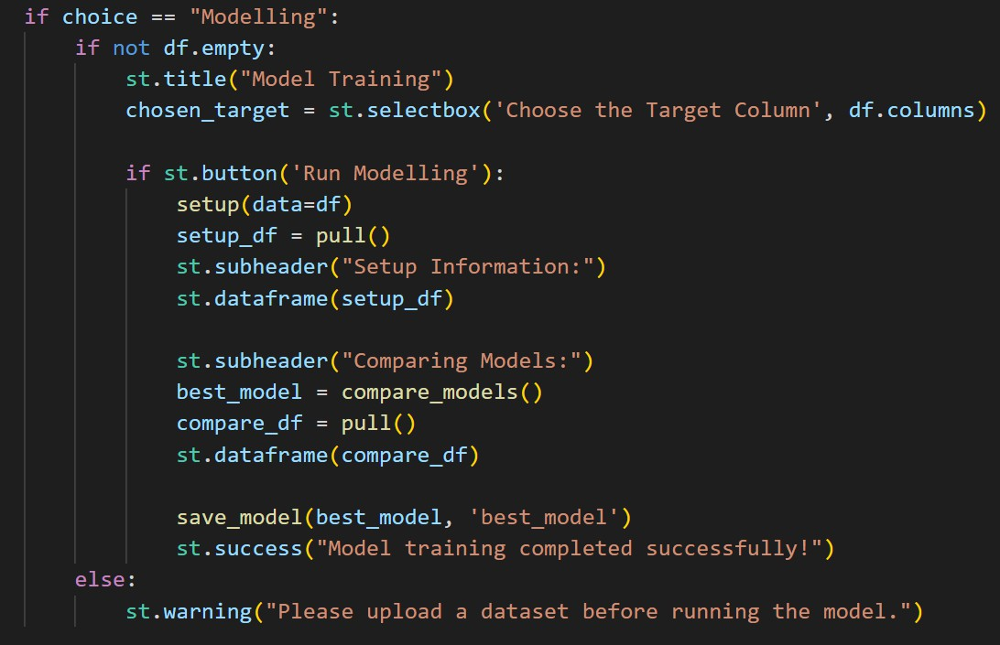 if choice == "Modelling":
    if not df.empty:
        st.title("Model Training")
        chosen_target = st.selectbox('Choose the Target Column', df.columns)

        if st.button('Run Modelling'):
            setup(data=df)
            setup_df = pull()
            st.subheader("Setup Information:")
            st.dataframe(setup_df)

            st.subheader("Comparing Models:")
            best_model = compare_models()
            compare_df = pull()
            st.dataframe(compare_df)

            save_model(best_model, 'best_model')
            st.success("Model training completed successfully!")
    else:
        st.warning("Please upload a dataset before running the model.")